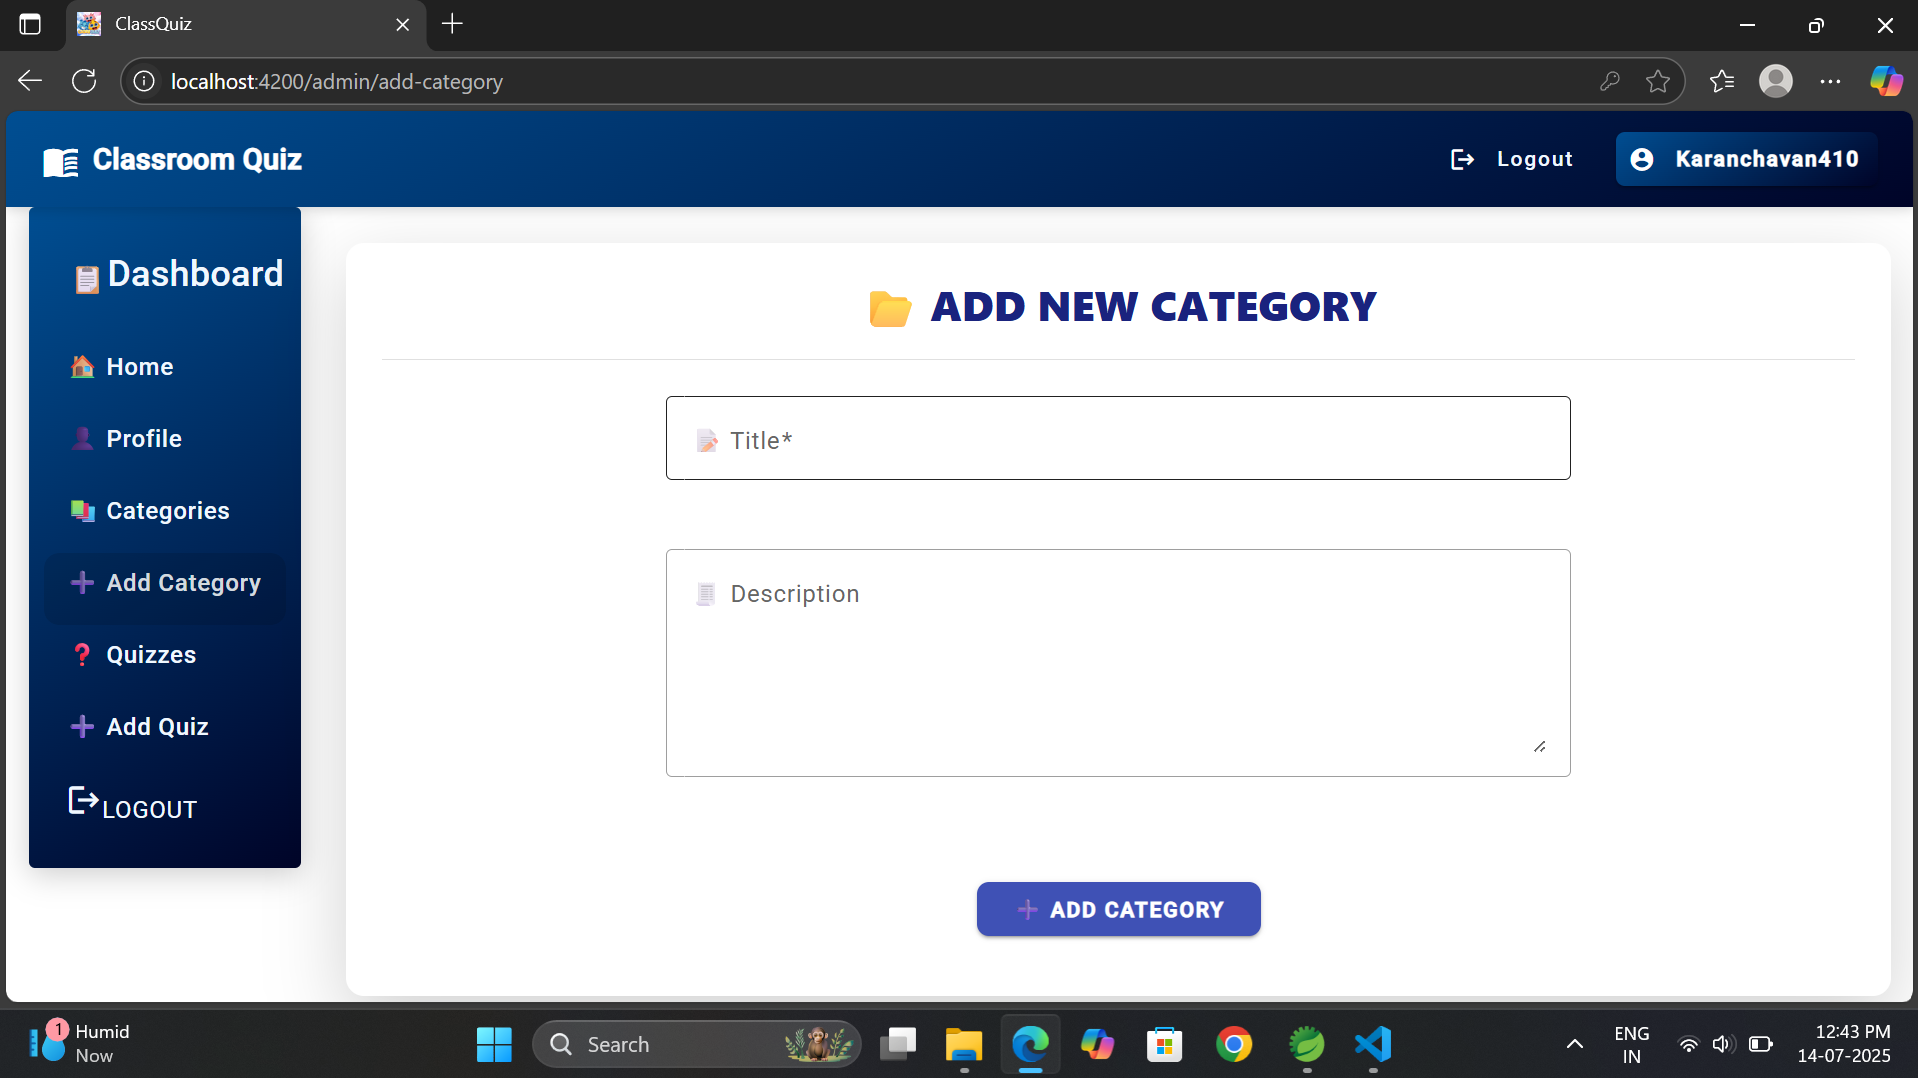 ClassQuiz
localhost:4200/admin/add-category
Classroom Quiz
Logout
Karanchavan410
Dashboard
Home
Profile
Categories
Add Category
Quizzes
Add Quiz
LOGOUT
ADD NEW CATEGORY
Title*
Description
ADD CATEGORY
1
Humid
Now
Search
ENG
IN
12:43 PM
14-07-2025